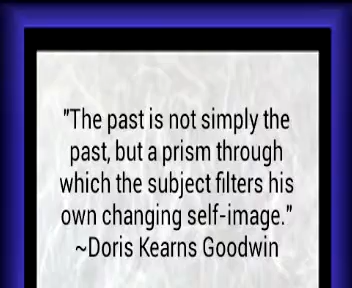 "The past is not simply the
past, but a prism through
which the subject filters his
own changing self-image."
~Doris Kearns Goodwin